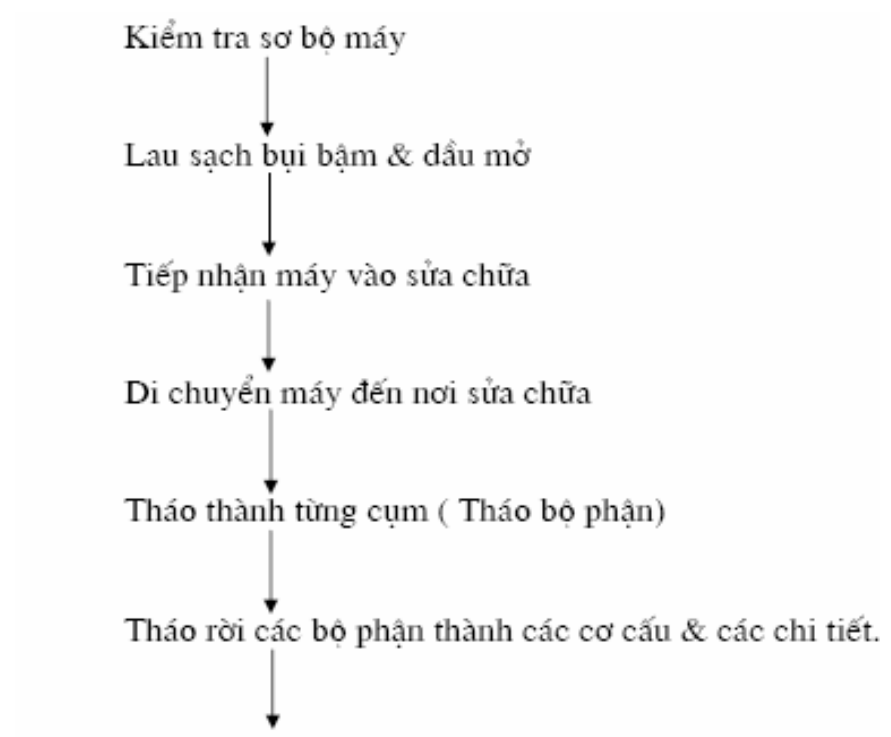 Kiểm tra sơ bộ máy
Lau sạch bụi bậm & dầu mở
Tiếp nhận máy vào sửa chữa
Di chuyển máy đến nơi sửa chữa
Tháo thành từng cụm ( Tháo bộ phận)
Tháo rời các bộ phận thành các cơ cấu & các chi tiết.